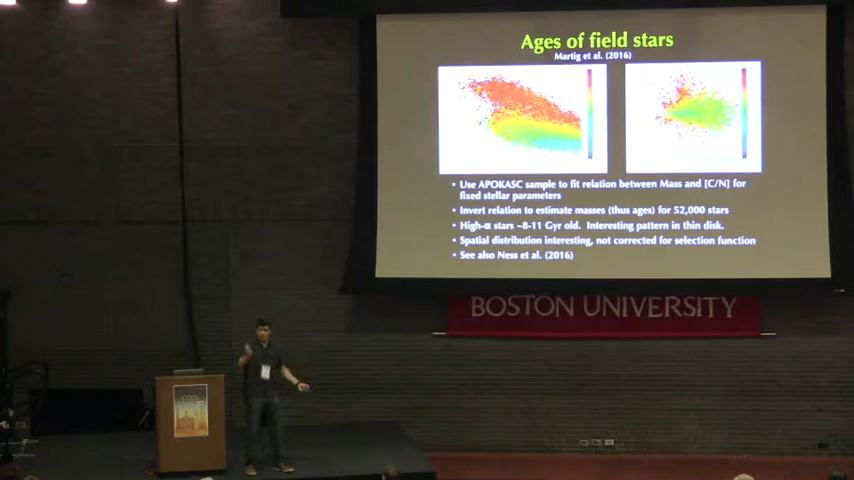 Ages of field stars
Martig et al. (2016)
• Use APOKASC sample to fit relation between Mass and [C/N] for
fixed stellar parameters
• Invert relation to estimate masses (thus ages) for 52,000 stars
• High-α stars ~8-11 Gyr old. Interesting pattern in thin disk.
• Spatial distribution interesting, not corrected for selection function
• See also Ness et al. (2016)
BOSTON UNIVERSITY
COOL